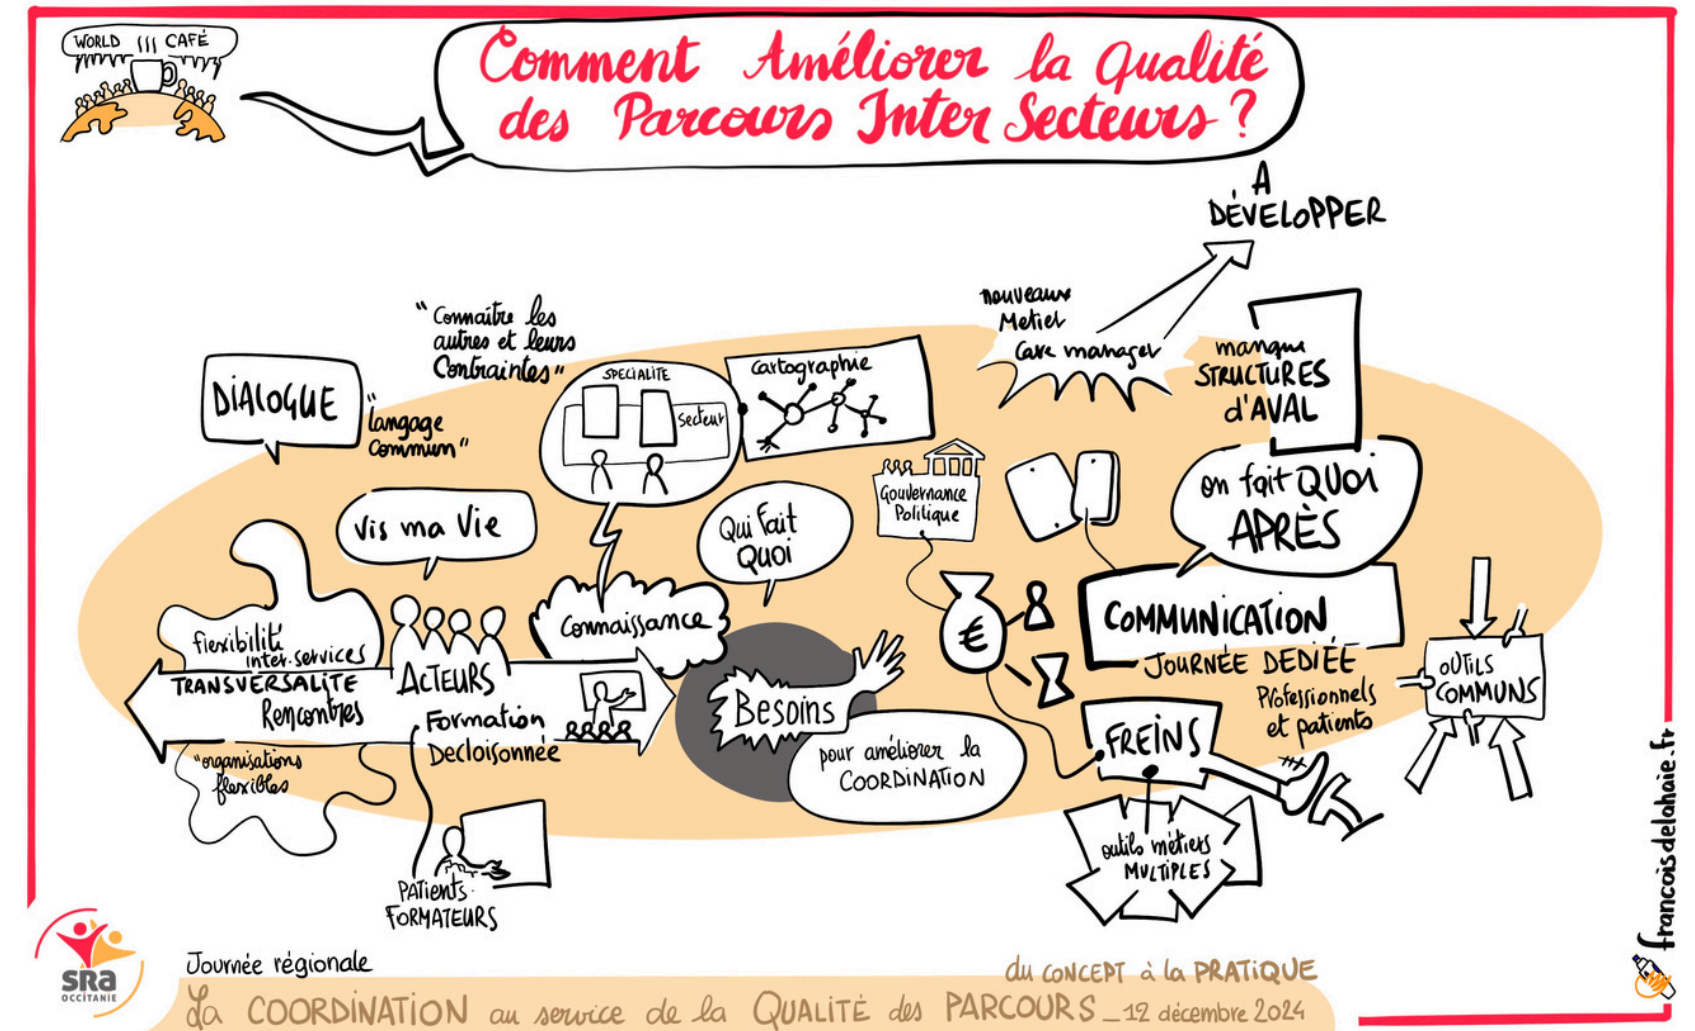 WORLD CAFÉ
Comment Améliorer la Qualité
des Parcours Inter Secteurs ?
A
DÉVELOPPER
nouveaux
Metier
Care manager
manque
STRUCTURES
d'AVAL
"Connaître les
autres et leurs
Contraintes"
DIALOGUE
"langage
commun"
SPECIALITE
Secteur
Cartographie
Vis ma Vie
Qui Fait
QUOI
Gouvernance
Politique
on fait QUOI
APRÈS
flexibilité
inter-services
TRANSVERSALITE
Rencontres
"organisations
flexibles
ACTEURS
Formation
Decloisonnée
PATients
FORMATEURS
Connaissance
Besoins
pour améliorer la
COORDINATION
€
COMMUNICATION
JOURNÉE DEDIÉE
Professionnels
et patients
OUTILS
COMMUNS
FREINS
outils métiers
MULTIPLES
francoisdelahaie.fr
sra
OCCITANIE
Journée régionale
du CONCEPT à la PRATIQUE
La COORDINATION au service de la QUALITÉ des PARCOURS _ 12 décembre 2024